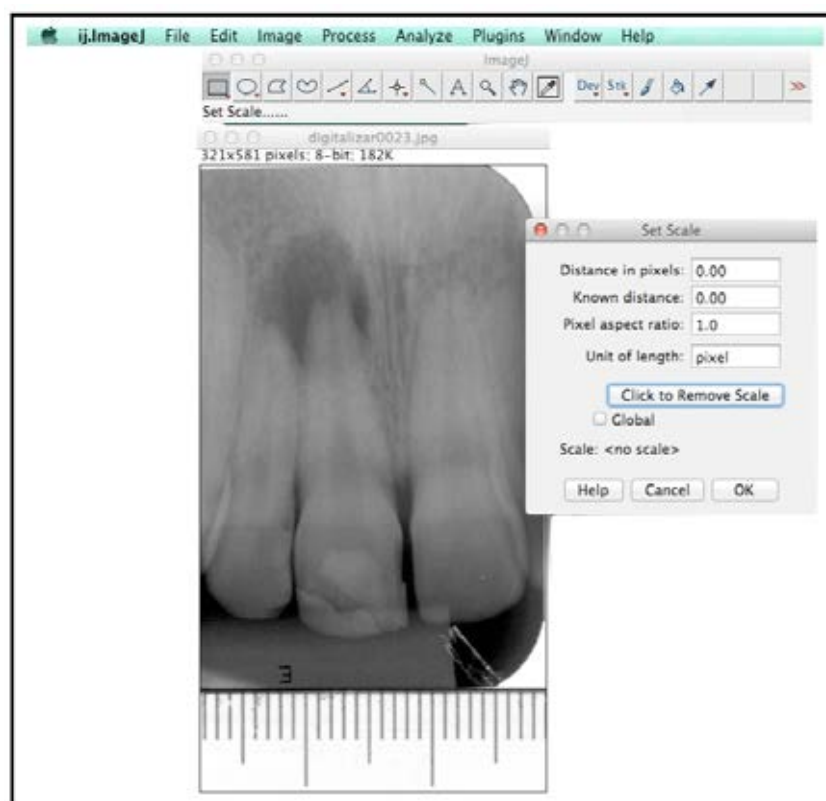 ij.ImageJ File Edit Image Process Analyze Plugins Window Help
ImageJ
A Dev Stk >>
Set Scale......
digitalizar0023.jpg
321x581 pixels; 8-bit; 182K
Set Scale
Distance in pixels: 0.00
Known distance: 0.00
Pixel aspect ratio: 1.0
Unit of length: pixel
Click to Remove Scale
Global
Scale: <no scale>
Help Cancel OK